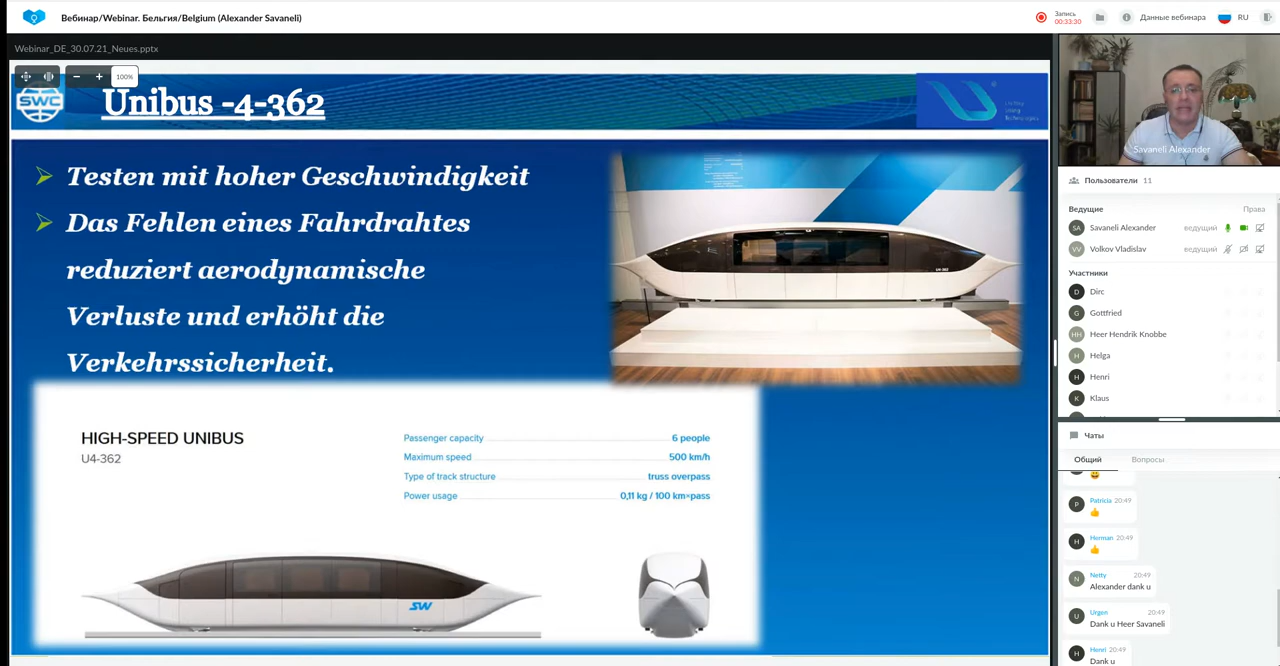 Вебинар/Webinar. Бельгия/Belgium (Alexander Savaneli)
Запись
00:33:30
Данные вебинара
RU
Webinar_DE_30.07.21_Neues.pptx
100%
SWC
Unibus -4-362
Testen mit hoher Geschwindigkeit
Das Fehlen eines Fahrdrahtes
reduziert aerodynamische
Verluste und erhöht die
Verkehrssicherheit.
HIGH-SPEED UNIBUS
U4-362
Passenger capacity 6 people
Maximum speed 500 km/h
Type of track structure truss overpass
Power usage 0,11 kg / 100 km×pass
SW
Savaneli Alexander
Пользователи 11
Ведущие Права
SA Savaneli Alexander ведущий
VV Volkov Vladislav ведущий
Участники
D Dirc
G Gottfried
HH Heer Hendrik Knobbe
H Helga
H Henri
K Klaus
Чаты
Общий Вопросы
P Patricia 20:49
H Herman 20:49
N Netty 20:49
Alexander dank u
U Urgen 20:49
Dank u Heer Savaneli
H Henri 20:49
Dank u